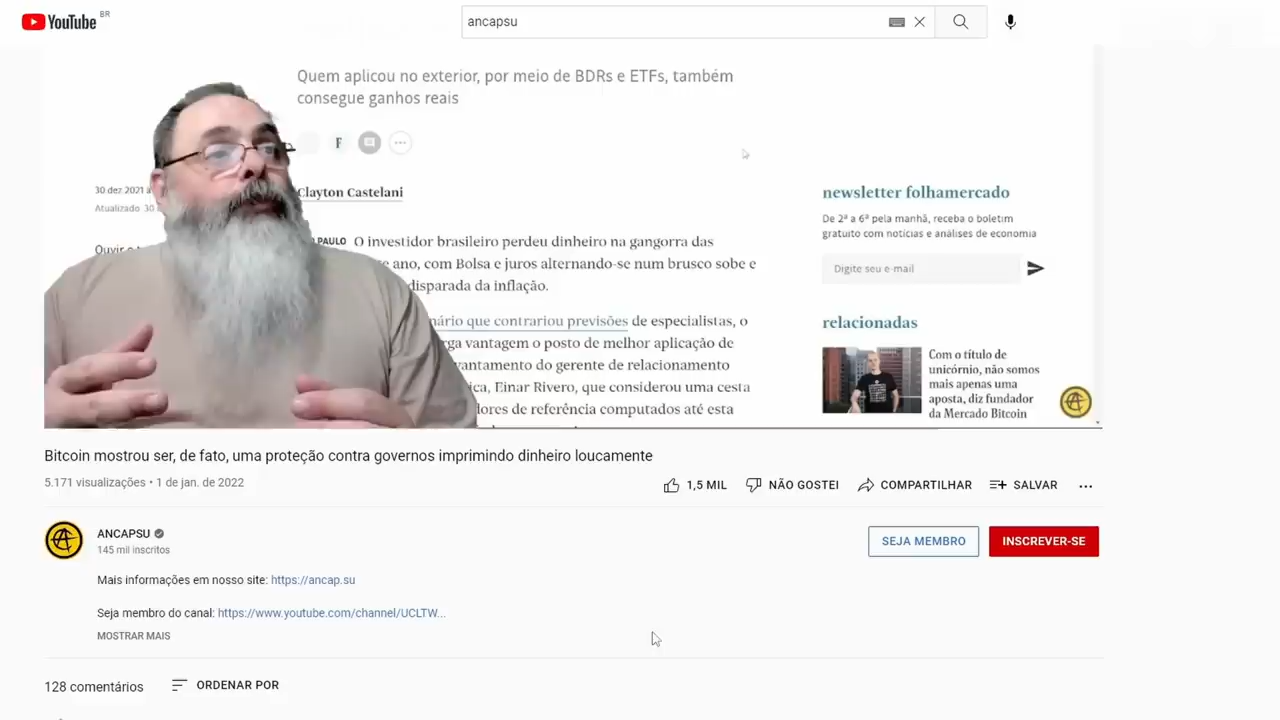 YouTube BR
ancapsu
Quem aplicou no exterior, por meio de BDRs e ETFs, também
consegue ganhos reais
F
30 dez.2021 à
Atualizado 30
Clayton Castelani
PAULO O investidor brasileiro perdeu dinheiro na gangorra das
e ano, com Bolsa e juros alternando-se num brusco sobe e
disparada da inflação.
nário que contrariou previsões de especialistas, o
rga vantagem o posto de melhor aplicação de
vantamento do gerente de relacionamento
ica, Einar Rivero, que considerou uma cesta
dores de referência computados até esta
newsletter folhamercado
De 2ª a 6ª pela manhã, receba o boletim
gratuito com notícias e análises de economia
Digite seu e-mail
relacionadas
Com o título de
unicórnio, não somos
mais apenas uma
aposta, diz fundador
da Mercado Bitcoin
Bitcoin mostrou ser, de fato, uma proteção contra governos imprimindo dinheiro loucamente
5.171 visualizações • 1 de jan. de 2022
1,5 MIL
NÃO GOSTEI
COMPARTILHAR
SALVAR
ANCAPSU
145 mil inscritos
SEJA MEMBRO
INSCREVER-SE
Mais informações em nosso site: https://ancap.su
Seja membro do canal: https://www.youtube.com/channel/UCLTW...
MOSTRAR MAIS
128 comentários
ORDENAR POR